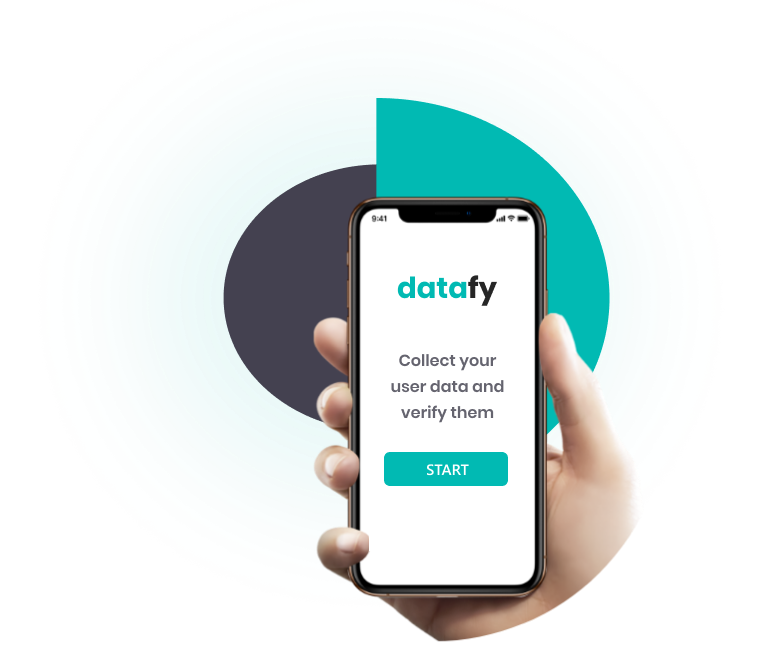 9:41
datafy
Collect your
user data and
verify them
START